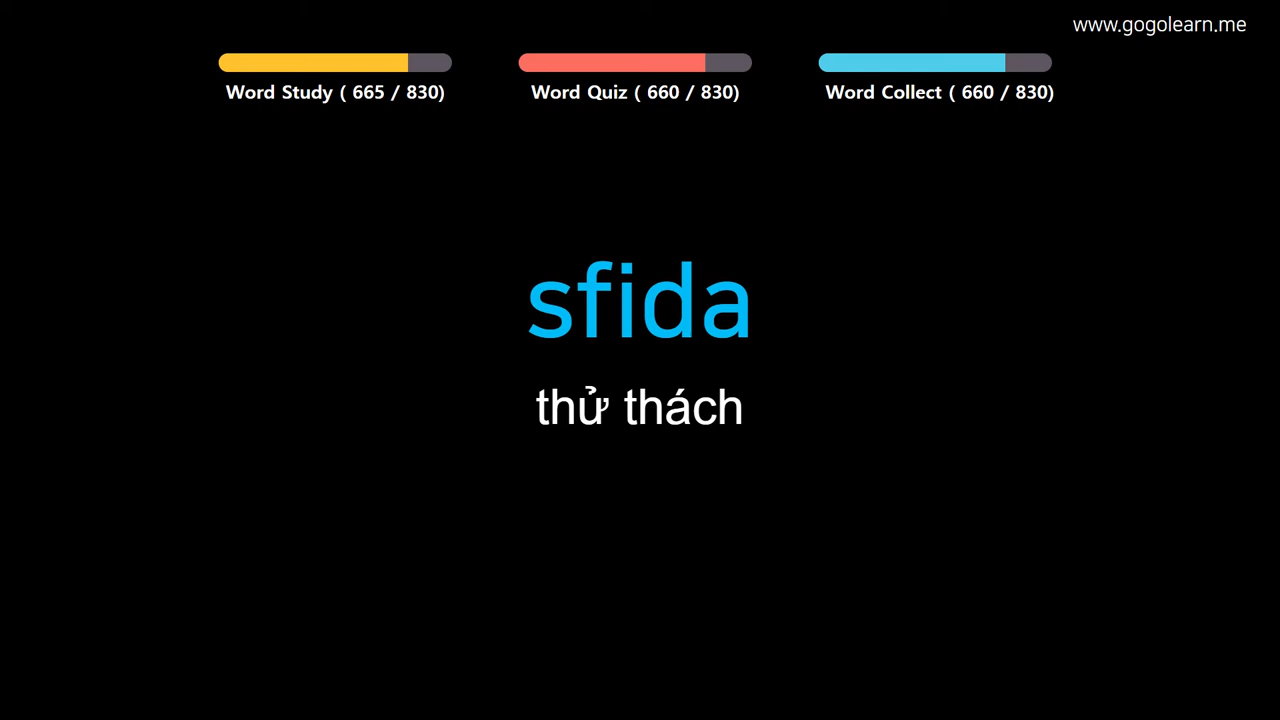 www.gogolearn.me
Word Study ( 665 / 830)
Word Quiz ( 660 / 830)
Word Collect ( 660 / 830)
sfida
thử thách